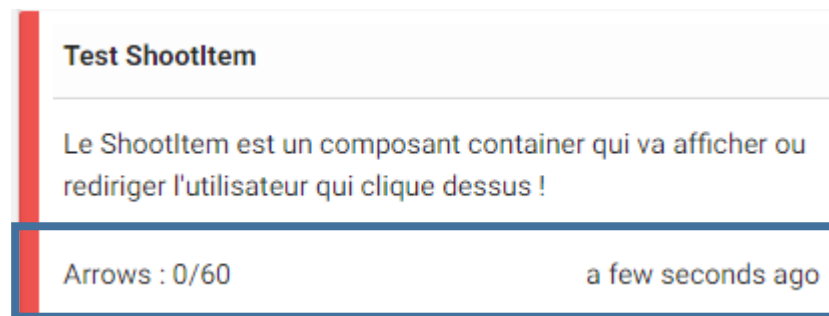 Test ShootItem
Le ShootItem est un composant container qui va afficher ou
rediriger l'utilisateur qui clique dessus !
Arrows : 0/60 a few seconds ago